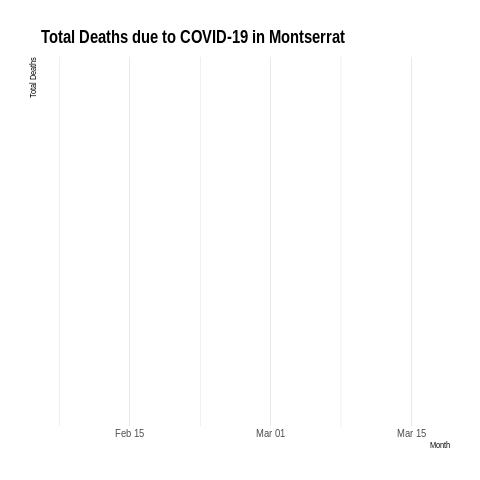 Total Deaths due to COVID-19 in Montserrat
Total Deaths
Feb 15
Mar 01
Mar 15
Month